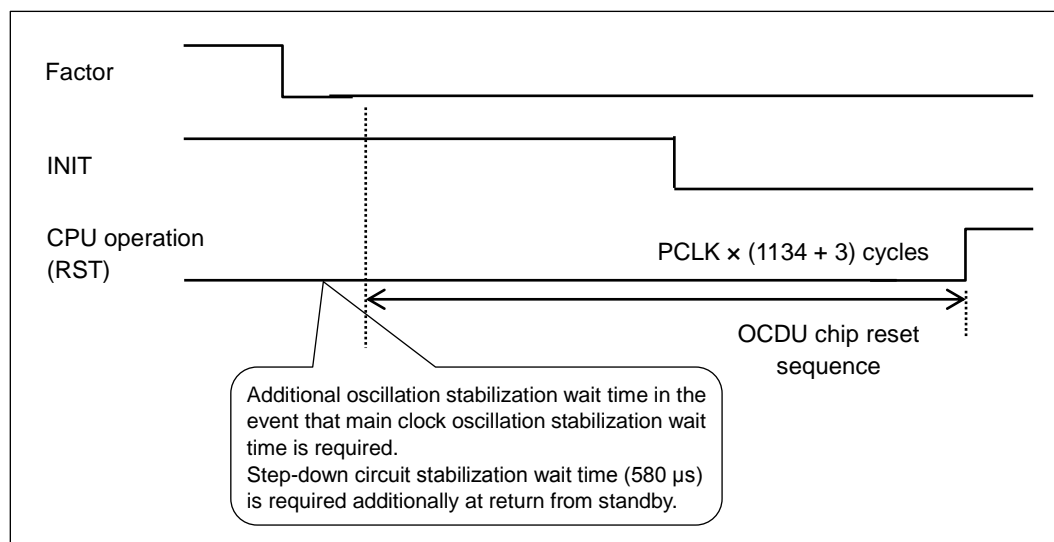 Factor
INIT
CPU operation
(RST)
PCLK × (1134 + 3) cycles
OCDU chip reset
sequence
Additional oscillation stabilization wait time in the
event that main clock oscillation stabilization wait
time is required.
Step-down circuit stabilization wait time (580 µs)
is required additionally at return from standby.